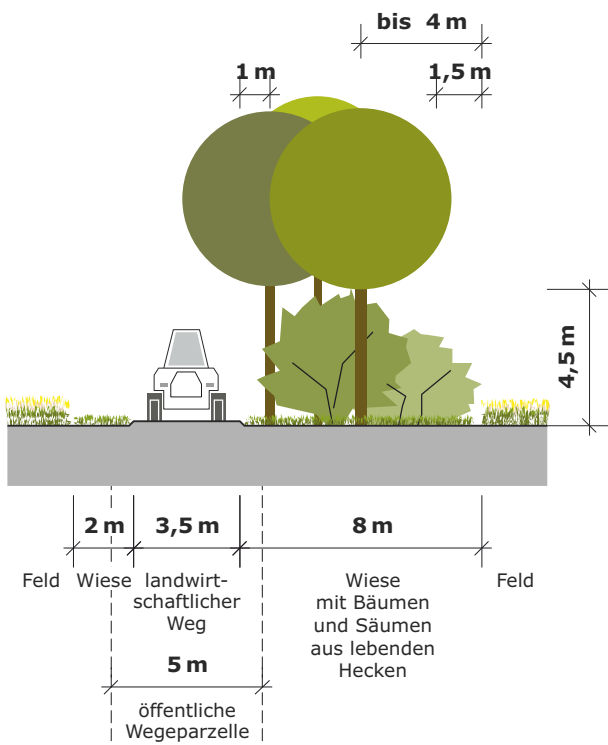 bis 4 m
1 m
1,5 m
4,5 m
2 m
3,5 m
8 m
Feld
Wiese
landwirt-
schaftlicher
Weg
Wiese
mit Bäumen
und Säumen
aus lebenden
Hecken
Feld
5 m
öffentliche
Wegeparzelle